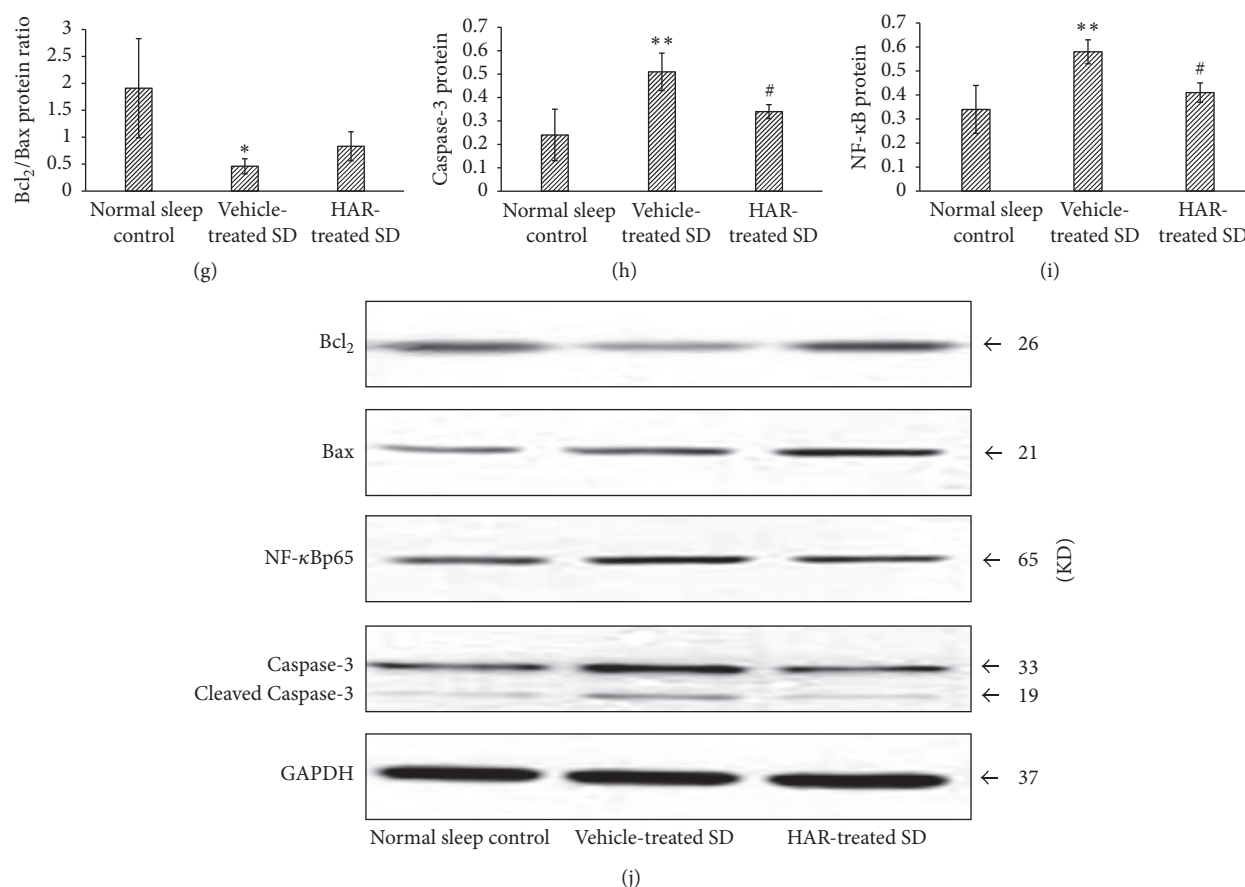 Bcl2/Bax protein ratio
3
2.5
2
1.5
1
0.5
0
*
Normal sleep control
Vehicle-treated SD
HAR-treated SD
(g)
Caspase-3 protein
0.7
0.6
0.5
0.4
0.3
0.2
0.1
0
**
#
Normal sleep control
Vehicle-treated SD
HAR-treated SD
(h)
NF-κB protein
0.7
0.6
0.5
0.4
0.3
0.2
0.1
0
**
#
Normal sleep control
Vehicle-treated SD
HAR-treated SD
(i)
Bcl2 ← 26
Bax ← 21
NF-κBp65 ← 65
(KD)
Caspase-3 ← 33
Cleaved Caspase-3 ← 19
GAPDH ← 37
Normal sleep control Vehicle-treated SD HAR-treated SD
(j)